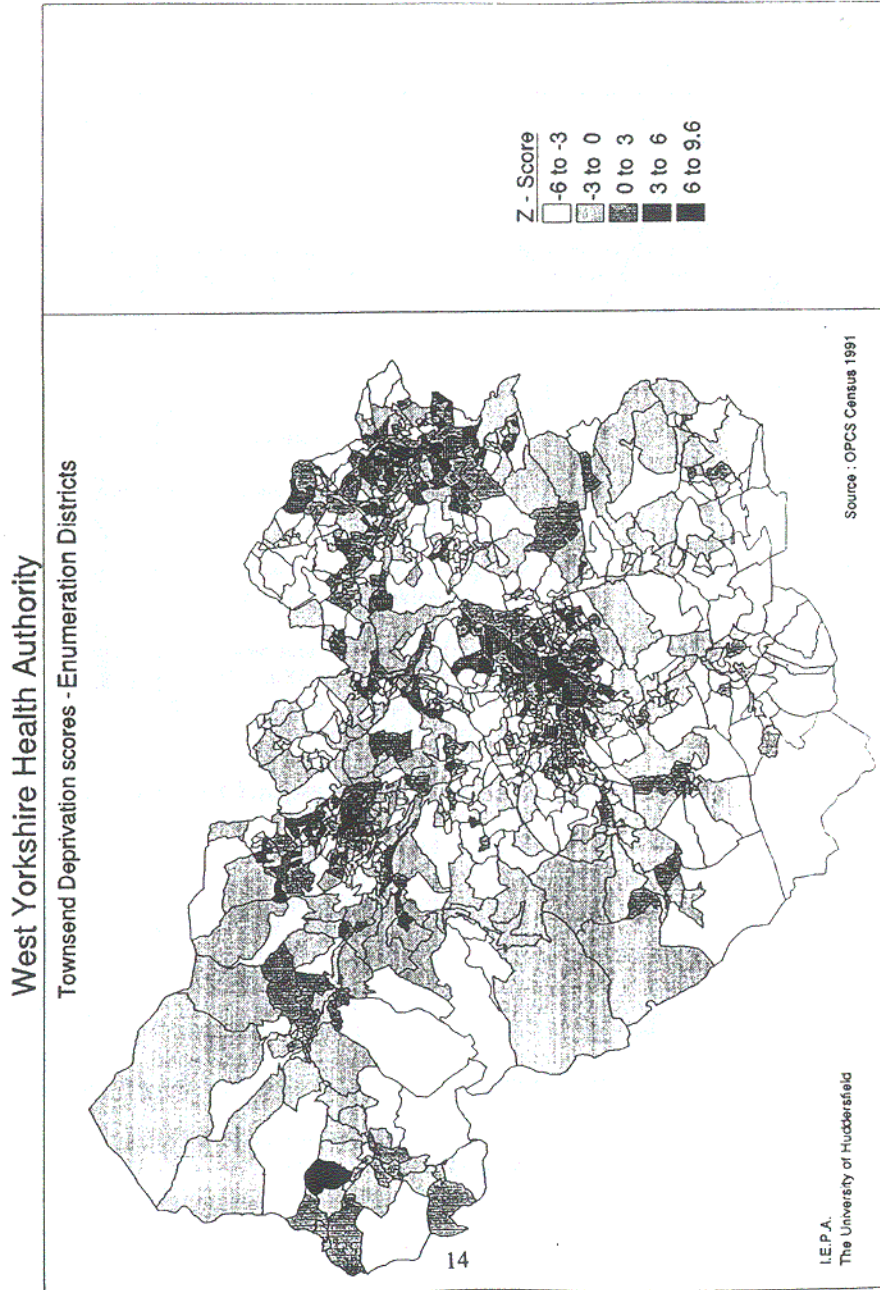 West Yorkshire Health Authority
Townsend Deprivation scores - Enumeration Districts
Z - Score
-6 to -3
-3 to 0
0 to 3
3 to 6
6 to 9.6
I.E.P.A.
The University of Huddersfield
Source : OPCS Census 1991
14